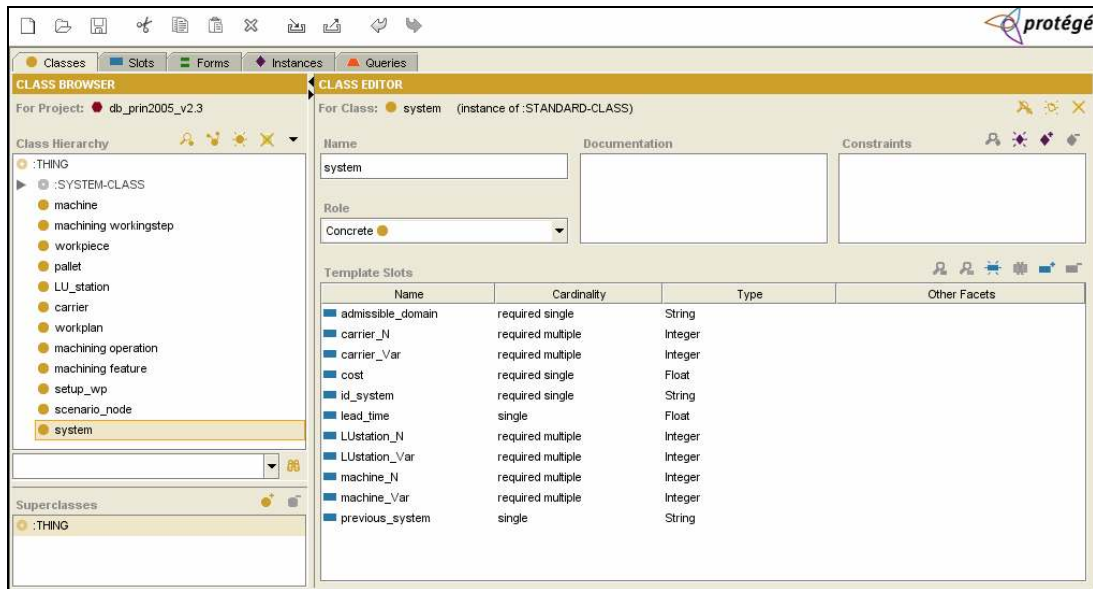 protégé
Classes Slots Forms Instances Queries
CLASS BROWSER
For Project: db_prin2005_v2.3
Class Hierarchy
:THING
:SYSTEM-CLASS
machine
machining workingstep
workpiece
pallet
LU_station
carrier
workplan
machining operation
machining feature
setup_wp
scenario_node
system
Superclasses
:THING
CLASS EDITOR
For Class: system (instance of :STANDARD-CLASS)
Name Documentation Constraints
system
Role
Concrete
Template Slots
Name Cardinality Type Other Facets
admissible_domain required single String
carrier_N required multiple Integer
carrier_Var required multiple Integer
cost required single Float
id_system required single String
lead_time single Float
LUstation_N required multiple Integer
LUstation_Var required multiple Integer
machine_N required multiple Integer
machine_Var required multiple Integer
previous_system single String